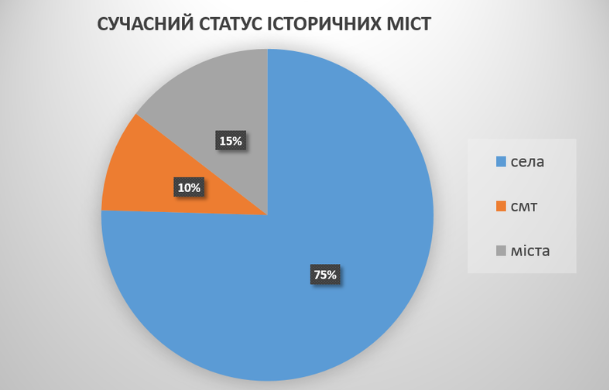 СУЧАСНИЙ СТАТУС ІСТОРИЧНИХ МІСТ
15%
10%
75%
села
смт
міста